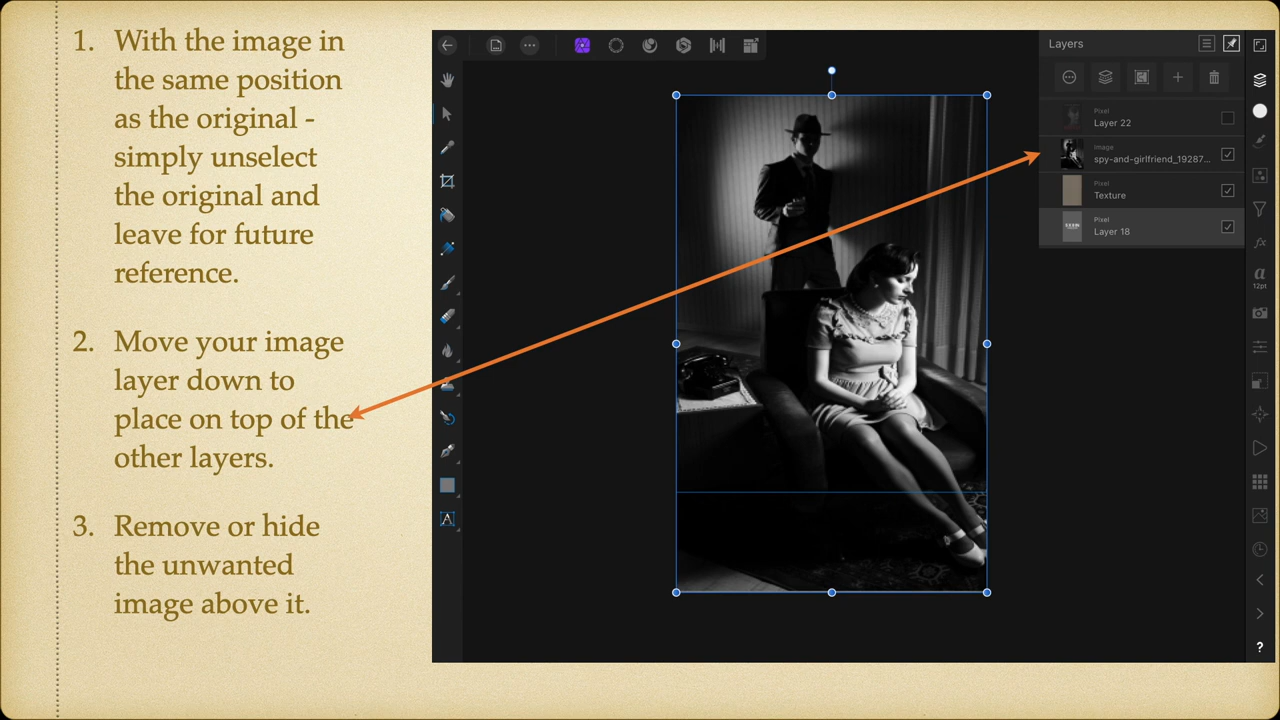 1. With the image in
the same position
as the original -
simply unselect
the original and
leave for future
reference.
2. Move your image
layer down to
place on top of the
other layers.
3. Remove or hide
the unwanted
image above it.
Layers
Pixel
Layer 22
Image
spy-and-girlfriend_19287...
Pixel
Texture
Pixel
Layer 18
fx
a
12pt
A
?